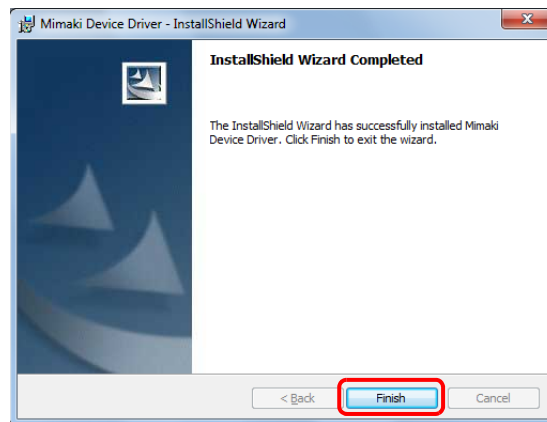 Mimaki Device Driver - InstallShield Wizard
InstallShield Wizard Completed
The InstallShield Wizard has successfully installed Mimaki
Device Driver. Click Finish to exit the wizard.
< Back
Finish
Cancel